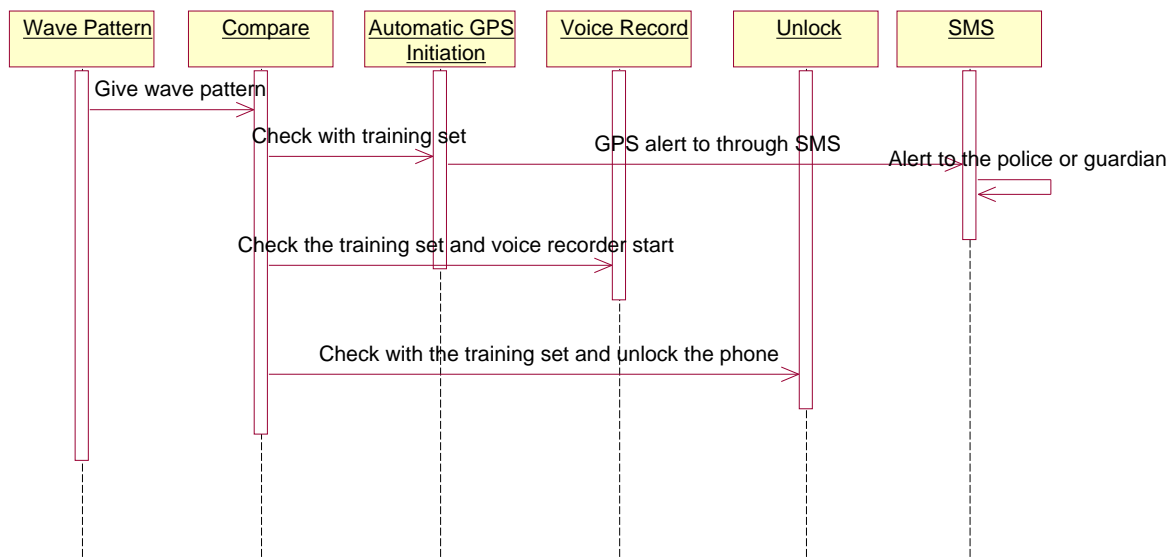 Wave Pattern
Compare
Automatic GPS
Initiation
Voice Record
Unlock
SMS
Give wave pattern
Check with training set
GPS alert to through SMS
Alert to the police or guardian
Check the training set and voice recorder start
Check with the training set and unlock the phone